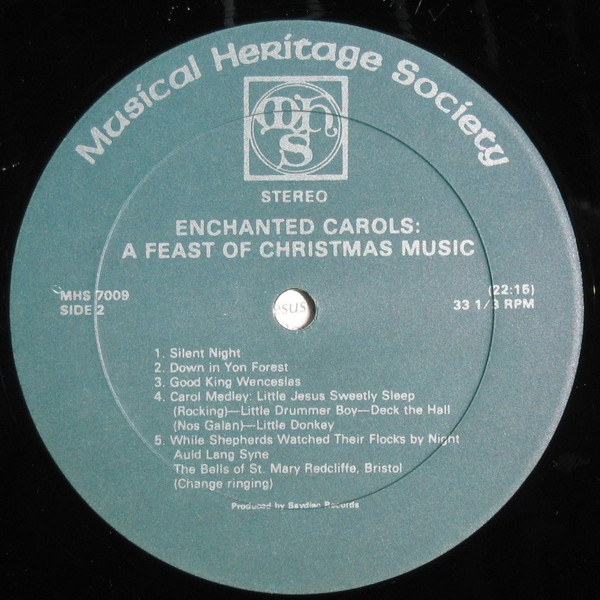 Musical Heritage Society
MHS
STEREO
ENCHANTED CAROLS:
A FEAST OF CHRISTMAS MUSIC
MHS 7009
SIDE 2
(22:15)
33 1/3 RPM
esus
1. Silent Night
2. Down in Yon Forest
3. Good King Wenceslas
4. Carol Medley: Little Jesus Sweetly Sleep
(Rocking)—Little Drummer Boy—Deck the Hall
(Nos Galan)—Little Donkey
5. While Shepherds Watched Their Flocks by Night
Auld Lang Syne
The Bells of St. Mary Redcliffe, Bristol
(Change ringing)
Produced by Saydisc Records